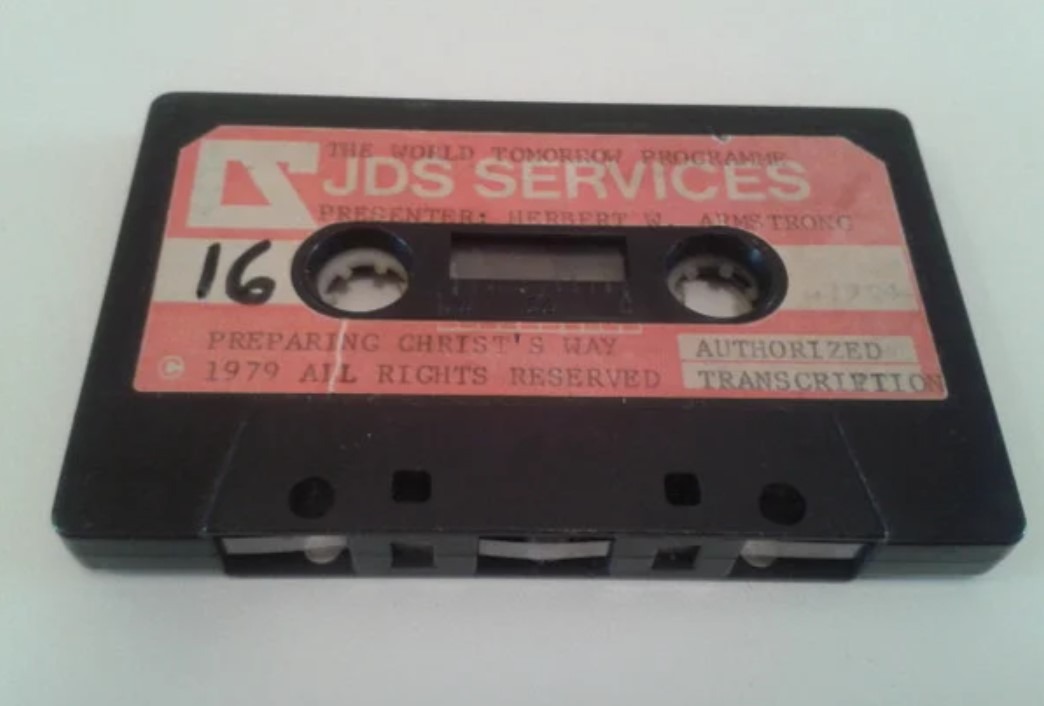 THE WORLD TOMORROW PROGRAMME
JDS SERVICES
PRESENTER: HERBERT W. ARMSTRONG
16
PREPARING CHRIST'S WAY
AUTHORIZED
© 1979 ALL RIGHTS RESERVED
TRANSCRIPTION